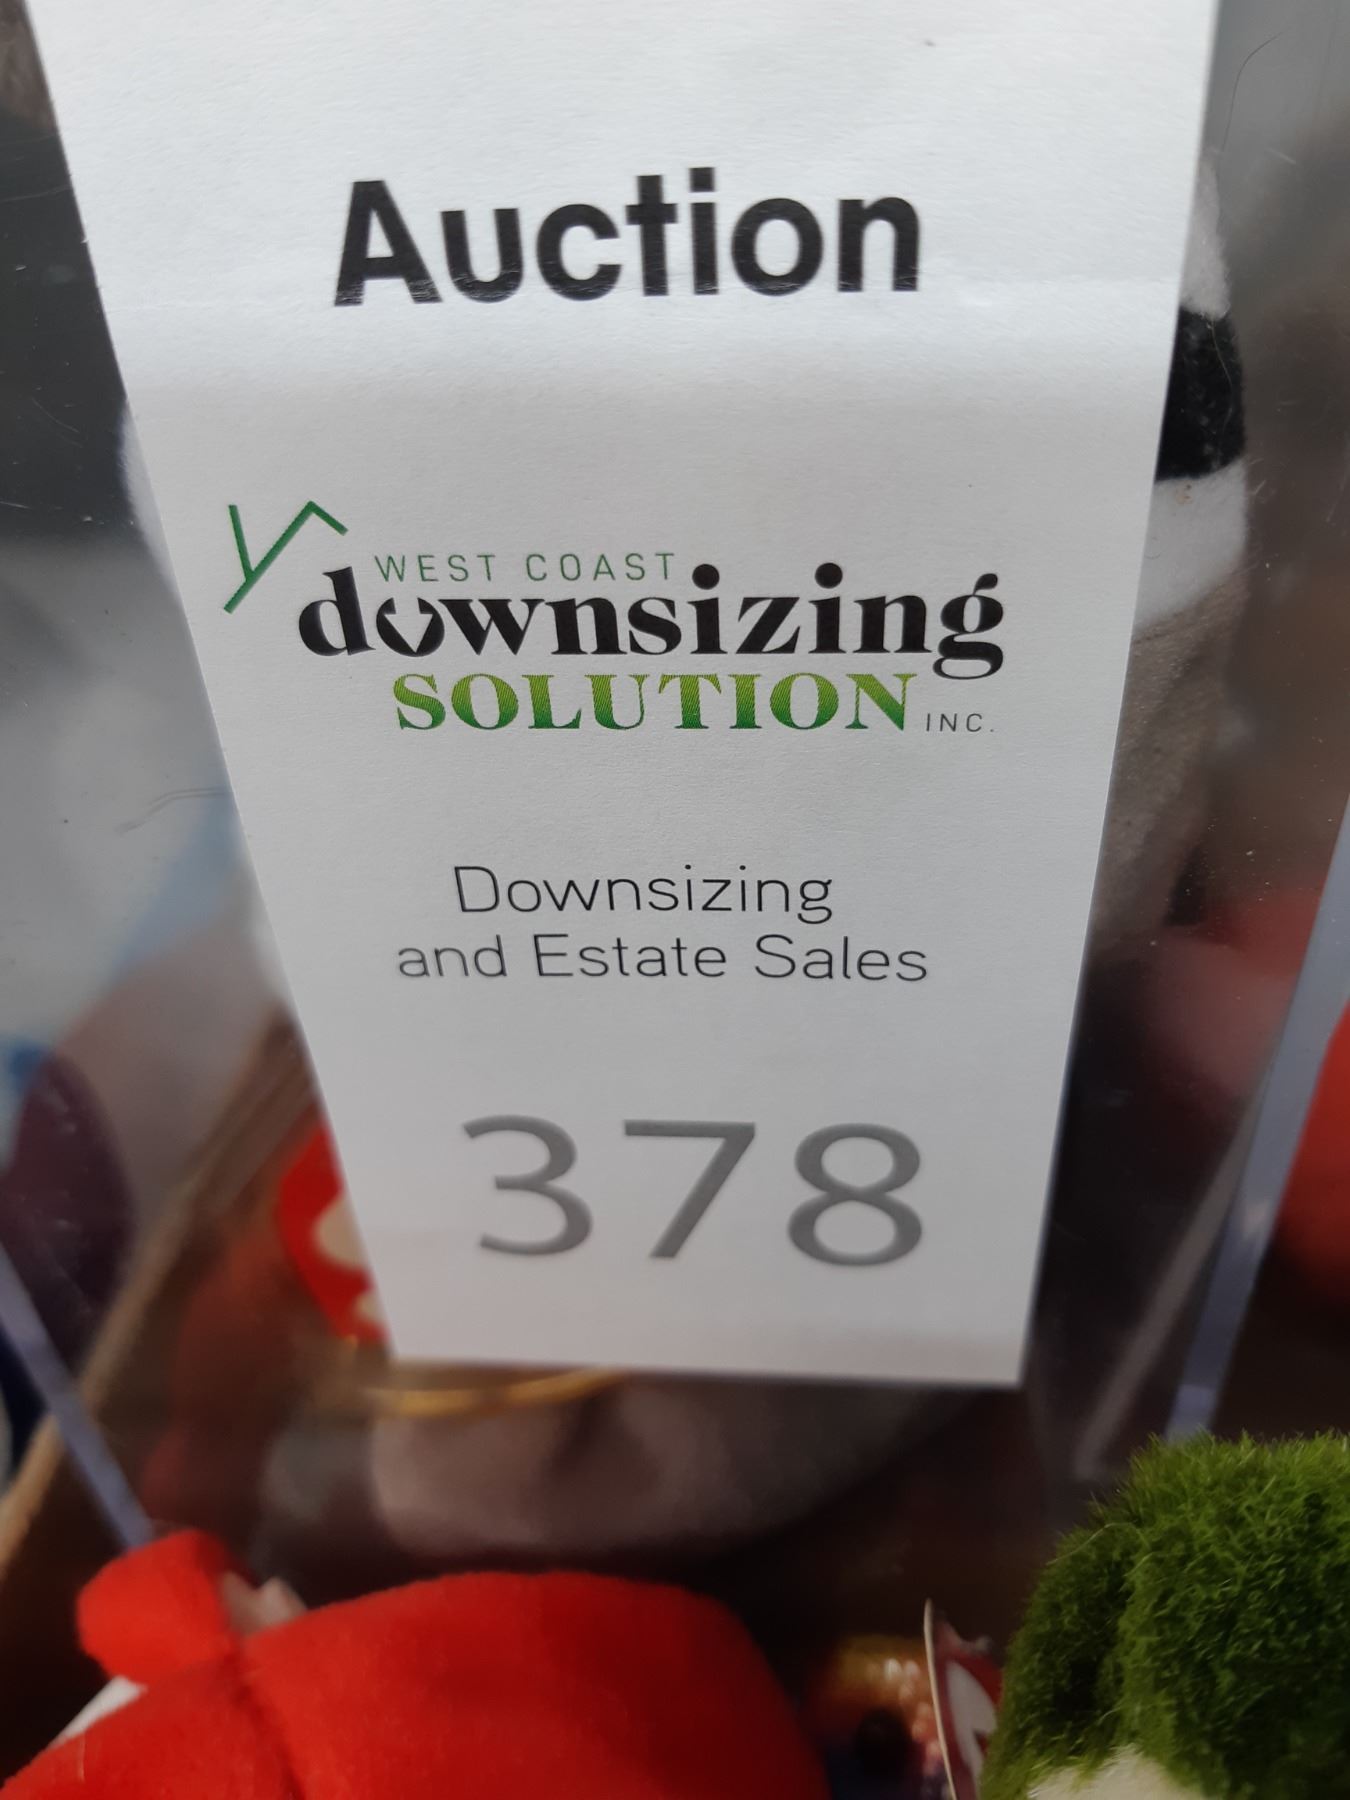 Auction
WEST COAST
downsizing
SOLUTION INC.
Downsizing
and Estate Sales
378